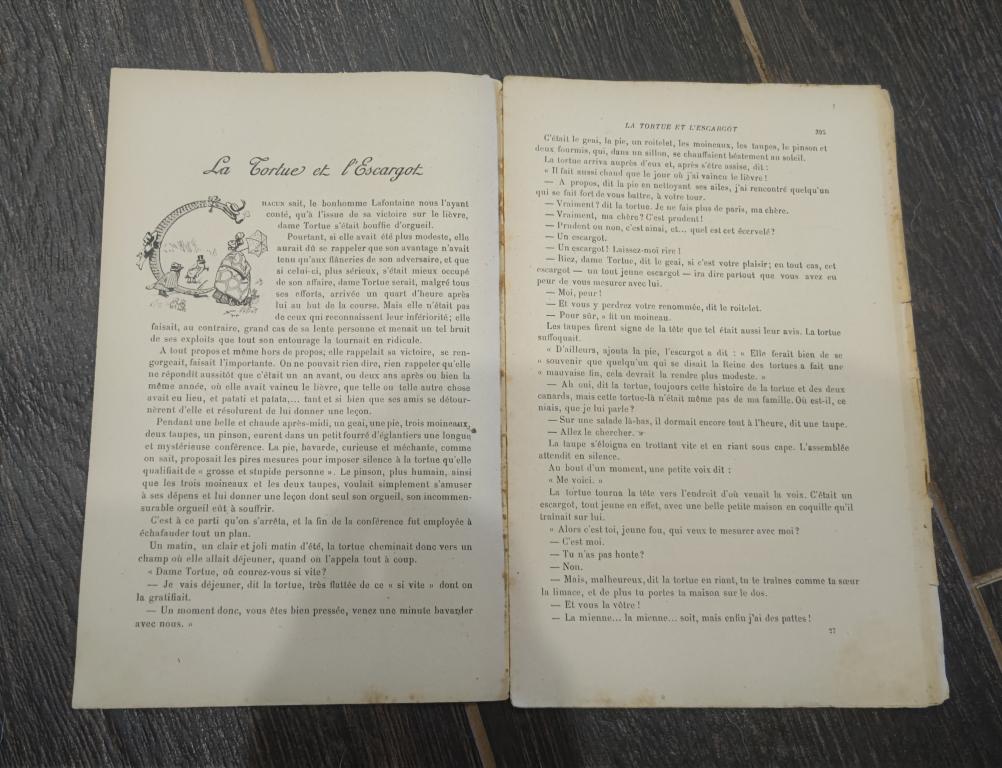 La Tortue et l'Escargot
CHACUN sait, le bonhomme Lafontaine nous l'ayant
conté, qu'à l'issue de sa victoire sur le lièvre,
dame Tortue s'était bouffie d'orgueil.
Pourtant, si elle avait été plus modeste, elle
aurait dû se rappeler que son avantage n'avait
tenu qu'aux flâneries de son adversaire, et que
si celui-ci, plus sérieux, s'était mieux occupé
de son affaire, dame Tortue serait, malgré tous
ses efforts, arrivée un quart d'heure après
lui au but de la course. Mais elle n'était pas
de ceux qui reconnaissent leur infériorité; elle
faisait, au contraire, grand cas de sa lente personne et menait un tel bruit
de ses exploits que tout son entourage la tournait en ridicule.
A tout propos et même hors de propos; elle rappelait sa victoire, se ren-
gorgeait, faisait l'importante. On ne pouvait rien dire, rien rappeler qu'elle
ne répondît aussitôt que c'était un an avant, ou deux ans après ou bien la
même année, où elle avait vaincu le lièvre, que telle ou telle autre chose
avait eu lieu, et patati et patata,... tant et si bien que ses amis se détour-
nèrent d'elle et résolurent de lui donner une leçon.
Pendant une belle et chaude après-midi, un geai, une pie, trois moineaux,
deux taupes, un pinson, eurent dans un petit fourré d'églantiers une longue
et mystérieuse conférence. La pie, bavarde, curieuse et méchante, comme
on sait, proposait les pires mesures pour imposer silence à la tortue qu'elle
qualifiait de « grosse et stupide personne ». Le pinson, plus humain, ainsi
que les trois moineaux et les deux taupes, voulait simplement s'amuser
à ses dépens et lui donner une leçon dont seul son orgueil, son incommen-
surable orgueil eût à souffrir.
C'est à ce parti qu'on s'arrêta, et la fin de la conférence fut employée à
échafauder tout un plan.
Un matin, un clair et joli matin d'été, la tortue cheminait donc vers un
champ où elle allait déjeuner, quand on l'appela tout à coup.
« Dame Tortue, où courez-vous si vite?
— Je vais déjeuner, dit la tortue, très flattée de ce « si vite » dont on
la gratifiait.
— Un moment donc, vous êtes bien pressée, venez une minute bavarder
avec nous. »
LA TORTUE ET L'ESCARGOT 395
C'était le geai, la pie, un roitelet, les moineaux, les taupes, le pinson et
deux fourmis, qui, dans un sillon, se chauffaient béatement au soleil.
La tortue arriva auprès d'eux et, après s'être assise, dit :
« Il fait aussi chaud que le jour où j'ai vaincu le lièvre!
— A propos, dit la pie en nettoyant ses ailes, j'ai rencontré quelqu'un
qui se fait fort de vous battre, à votre tour.
— Vraiment? dit la tortue. Je ne fais plus de paris, ma chère.
— Vraiment, ma chère? C'est prudent!
— Prudent ou non, c'est ainsi, et... quel est cet écervelé?
— Un escargot.
— Un escargot! Laissez-moi rire!
— Riez, dame Tortue, dit le geai, si c'est votre plaisir; en tout cas, cet
escargot — un tout jeune escargot — ira dire partout que vous avez eu
peur de vous mesurer avec lui.
— Moi, peur!
— Et vous y perdrez votre renommée, dit le roitelet.
— Pour sûr, » fit un moineau.
Les taupes firent signe de la tête que tel était aussi leur avis. La tortue
suffoquait.
« D'ailleurs, ajouta la pie, l'escargot a dit : « Elle ferait bien de se
« souvenir que quelqu'un qui se disait la Reine des tortues a fait une
« mauvaise fin, cela devrait la rendre plus modeste. »
— Ah oui, dit la tortue, toujours cette histoire de la tortue et des deux
canards, mais cette tortue-là n'était même pas de ma famille. Où est-il, ce
niais, que je lui parle?
— Sur une salade là-bas, il dormait encore tout à l'heure, dit une taupe.
— Allez le chercher. »
La taupe s'éloigna en trottant vite et en riant sous cape. L'assemblée
attendit en silence.
Au bout d'un moment, une petite voix dit :
« Me voici. »
La tortue tourna la tête vers l'endroit d'où venait la voix. C'était un
escargot, tout jeune en effet, avec une belle petite maison en coquille qu'il
traînait sur lui.
« Alors c'est toi, jeune fou, qui veux te mesurer avec moi?
— C'est moi.
— Tu n'as pas honte?
— Non.
— Mais, malheureux, dit la tortue en riant, tu te traînes comme ta sœur
la limace, et de plus tu portes ta maison sur le dos.
— Et vous la vôtre!
— La mienne... la mienne... soit, mais enfin j'ai des pattes!
27